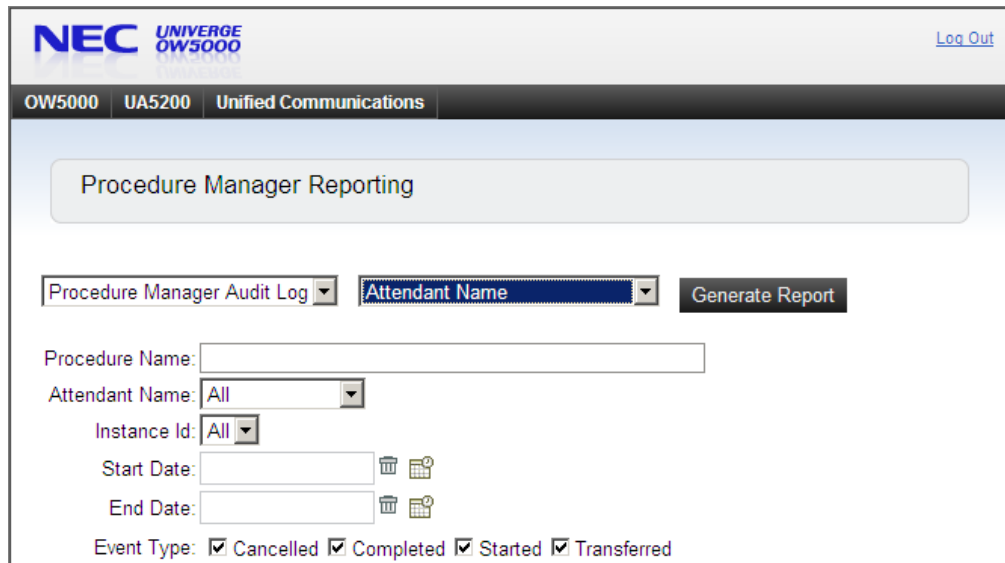 NEC UNIVERGE OW5000
Log Out
OW5000 UA5200 Unified Communications
Procedure Manager Reporting
Procedure Manager Audit Log Attendant Name Generate Report
Procedure Name:
Attendant Name: All
Instance Id: All
Start Date:
End Date:
Event Type: Cancelled Completed Started Transferred